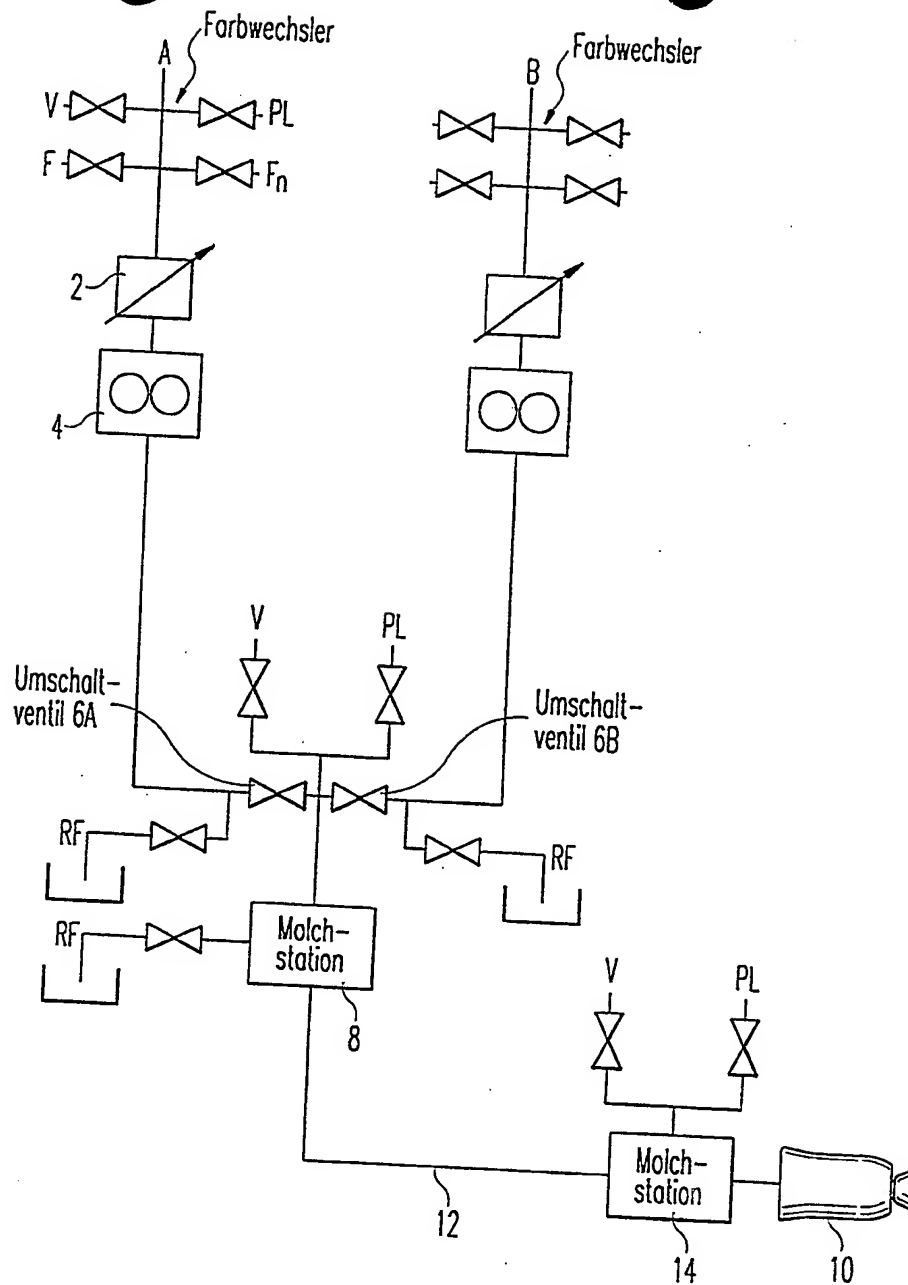 Farbwechsler
A
V
PL
F
Fn
2
4
Farbwechsler
B
V
PL
Umschalt-
ventil 6A
Umschalt-
ventil 6B
RF
RF
RF
Molch-
station
8
V
PL
Molch-
station
12
14
10